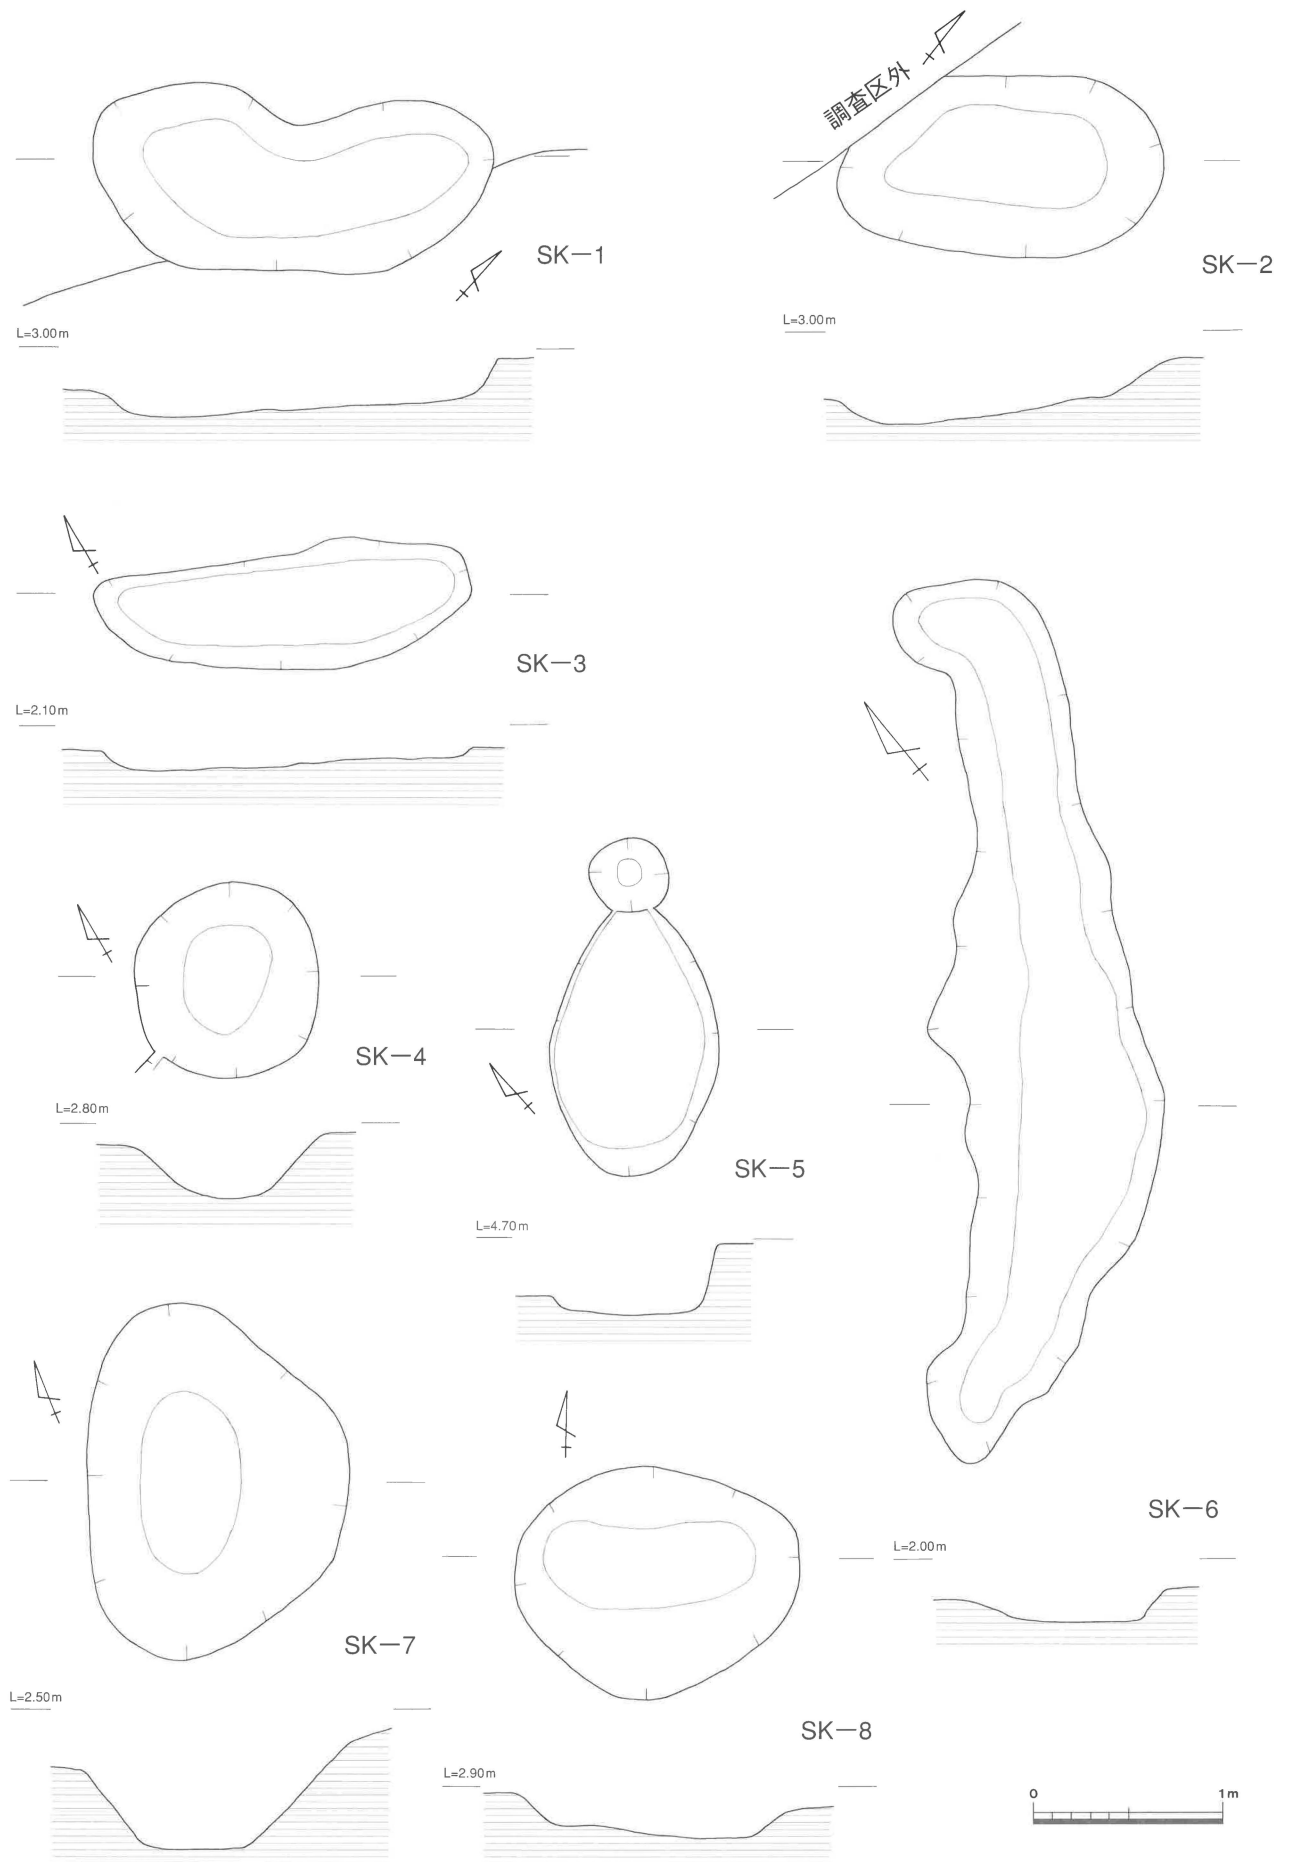 調査区外
SK—1
SK—2
L=3.00m
L=3.00m
SK—3
L=2.10m
SK—4
L=2.80m
SK—5
L=4.70m
SK—6
L=2.00m
SK—7
L=2.50m
SK—8
L=2.90m
0 1m